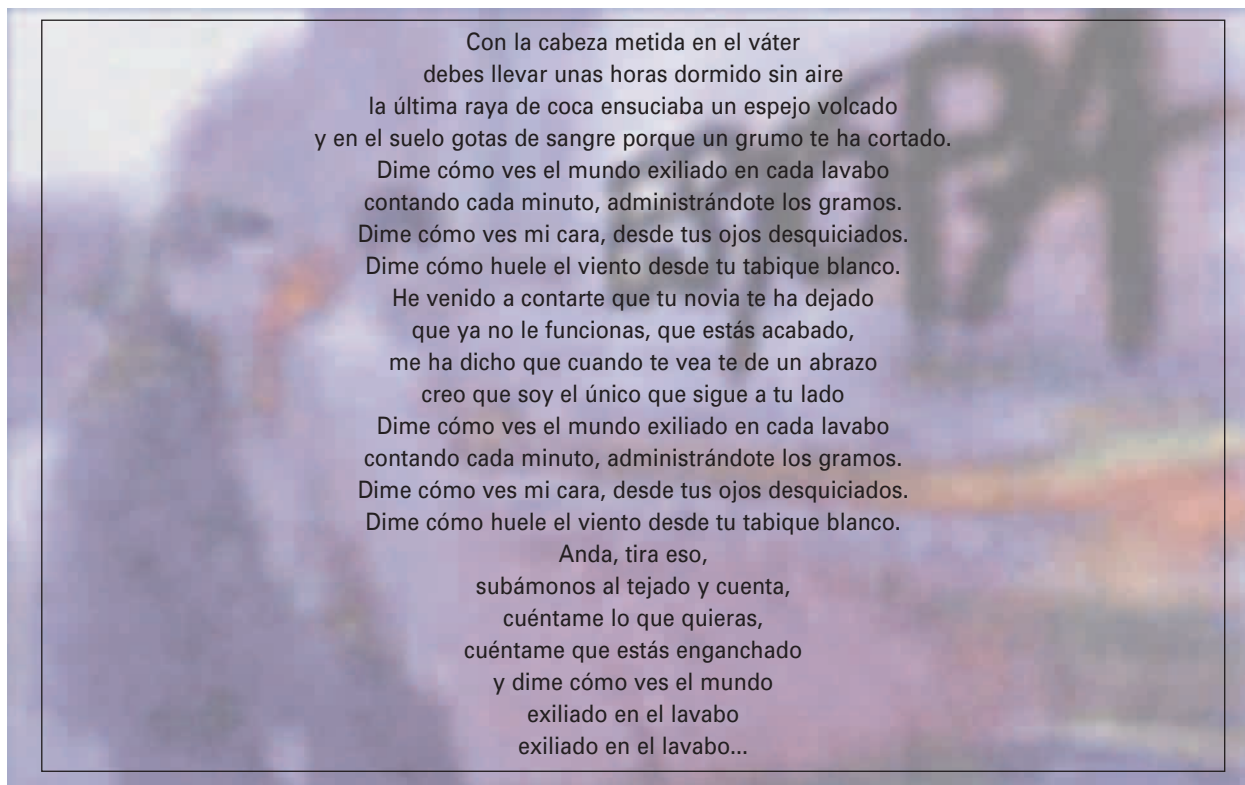 Con la cabeza metida en el váter
debes llevar unas horas dormido sin aire
la última raya de coca ensuciaba un espejo volcado
y en el suelo gotas de sangre porque un grumo te ha cortado.
Dime cómo ves el mundo exiliado en cada lavabo
contando cada minuto, administrándote los gramos.
Dime cómo ves mi cara, desde tus ojos desquiciados.
Dime cómo huele el viento desde tu tabique blanco.
He venido a contarte que tu novia te ha dejado
que ya no le funcionas, que estás acabado,
me ha dicho que cuando te vea te de un abrazo
creo que soy el único que sigue a tu lado
Dime cómo ves el mundo exiliado en cada lavabo
contando cada minuto, administrándote los gramos.
Dime cómo ves mi cara, desde tus ojos desquiciados.
Dime cómo huele el viento desde tu tabique blanco.
Anda, tira eso,
subámonos al tejado y cuenta,
cuéntame lo que quieras,
cuéntame que estás enganchado
y dime cómo ves el mundo
exiliado en el lavabo
exiliado en el lavabo...
ESTOPA